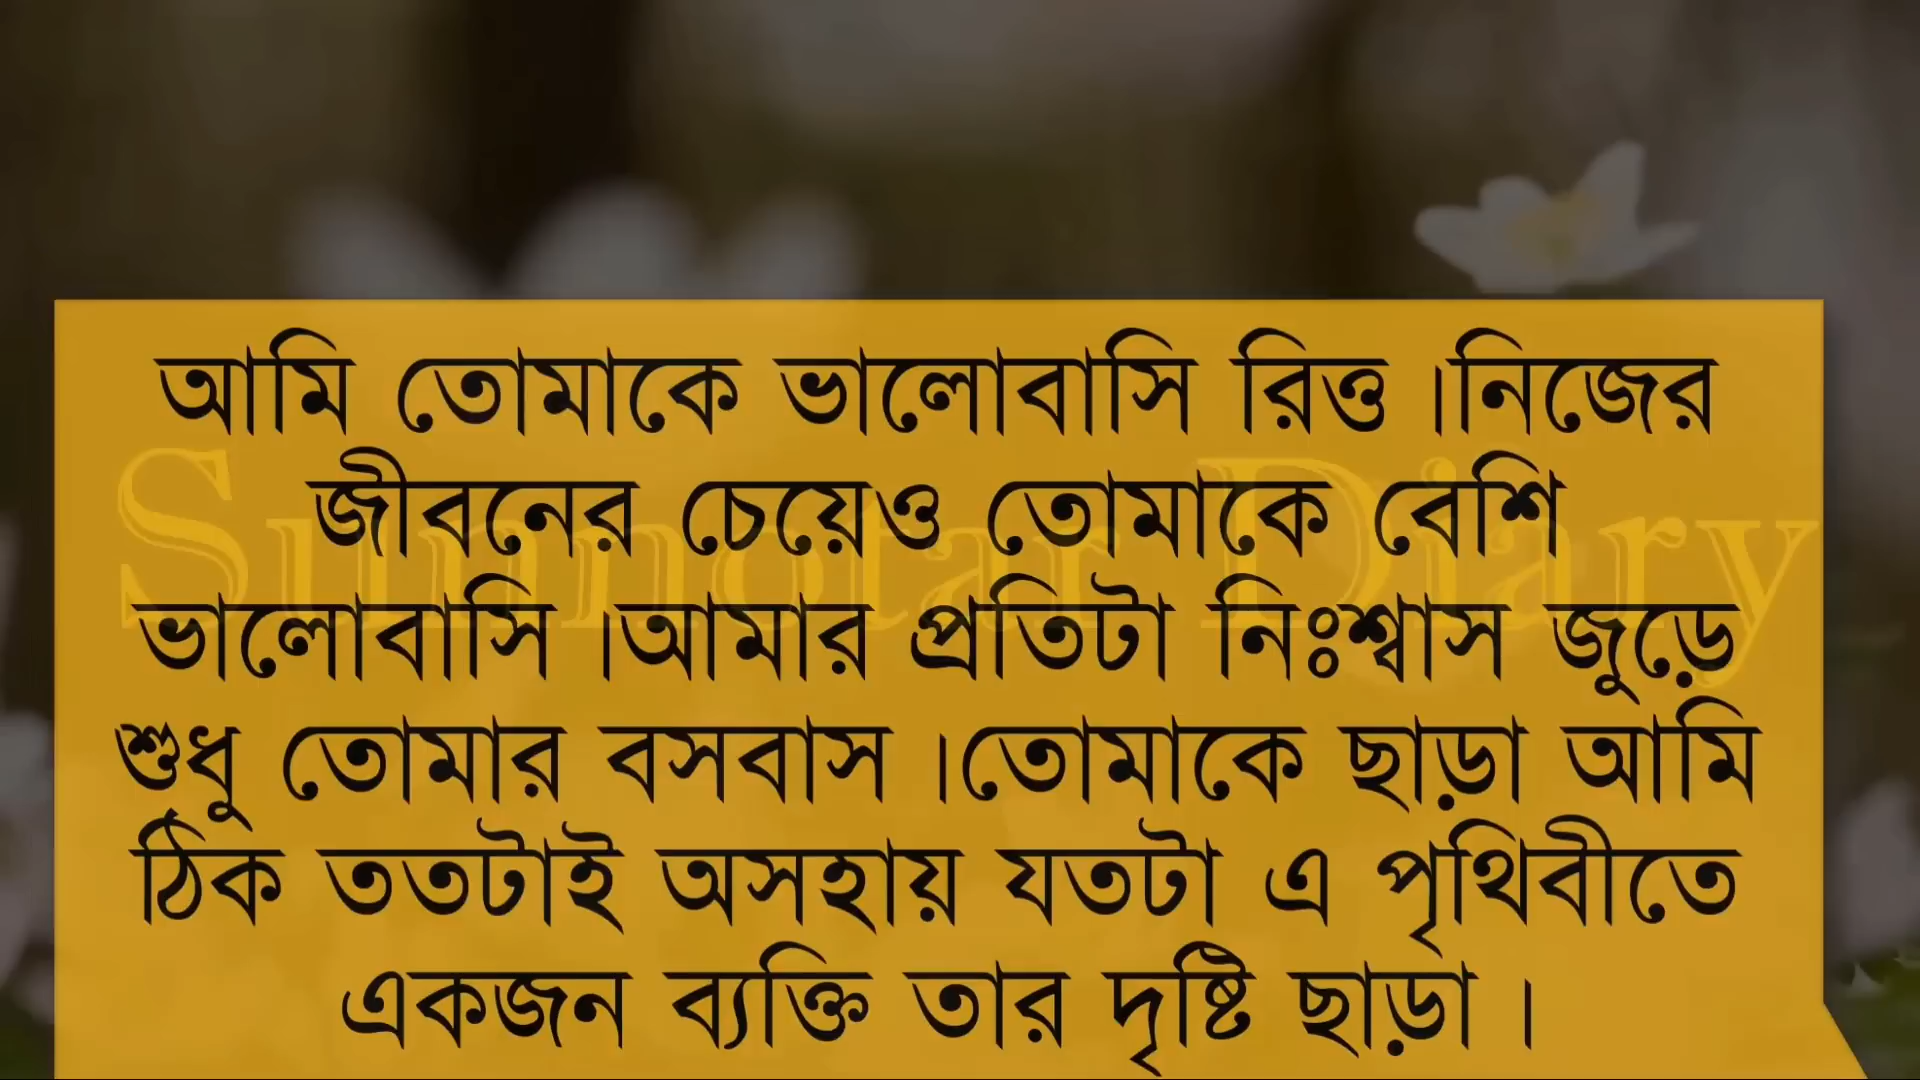 আমি তোমাকে ভালোবাসি রিত্ত ।নিজের
জীবনের চেয়েও তোমাকে বেশি
ভালোবাসি ।আমার প্রতিটা নিঃশ্বাস জুড়ে
শুধু তোমার বসবাস ।তোমাকে ছাড়া আমি
ঠিক ততটাই অসহায় যতটা এ পৃথিবীতে
একজন ব্যক্তি তার দৃষ্টি ছাড়া ।